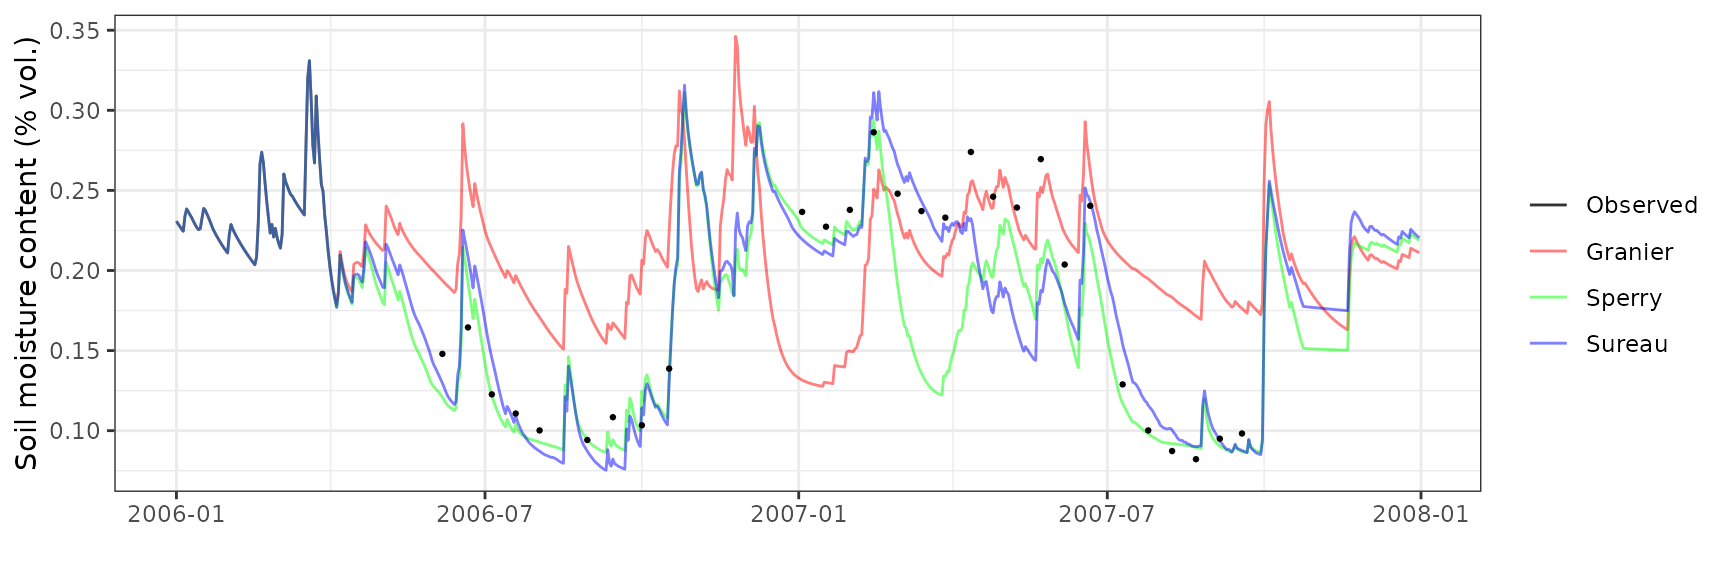 Soil moisture content (% vol.)
0.35
0.30
0.25
0.20
0.15
0.10
2006-01
2006-07
2007-01
2007-07
2008-01
Observed
Granier
Sperry
Sureau